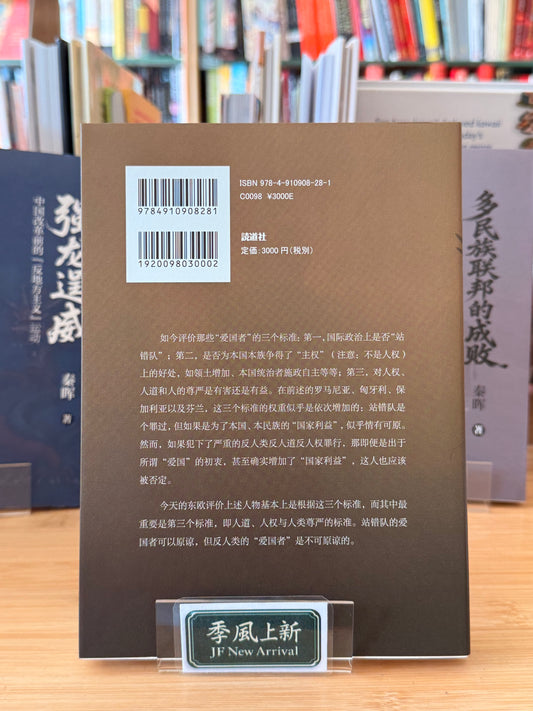 ISBN 978-4-910908-28-1
C0098 ¥3000E
9784910908281
読道社
定価:3000円(税別)
1920098030002
如今评价那些“爱国者”的三个标准:第一,国际政治上是否“站
错队”;第二,是否为本国本族争得了“主权”(注意:不是人权)
上的好处,如领土增加、本国统治者施政自主等等;第三,对人权、
人道和人的尊严是有害还是有益。在前述的罗马尼亚、匈牙利、保
加利亚以及芬兰,这三个标准的权重似乎是依次增加的:站错队是
个罪过,但如果是为了本国、本民族的“国家利益”,似乎情有可原。
然而,如果犯下了严重的反人类反人道反人权罪行,那即便是出于
所谓“爱国”的初衷,甚至确实增加了“国家利益”,这人也应该
被否定。
今天的东欧评价上述人物基本上是根据这三个标准,而其中最
重要是第三个标准,即人道、人权与人类尊严的标准。站错队的爱
国者可以原谅,但反人类的“爱国者”是不可原谅的。
季風上新
JF New Arrival
强龙逞威
中国改革前的「反地方主义」运动
秦晖 著
多民族联邦的成败
秦晖 著